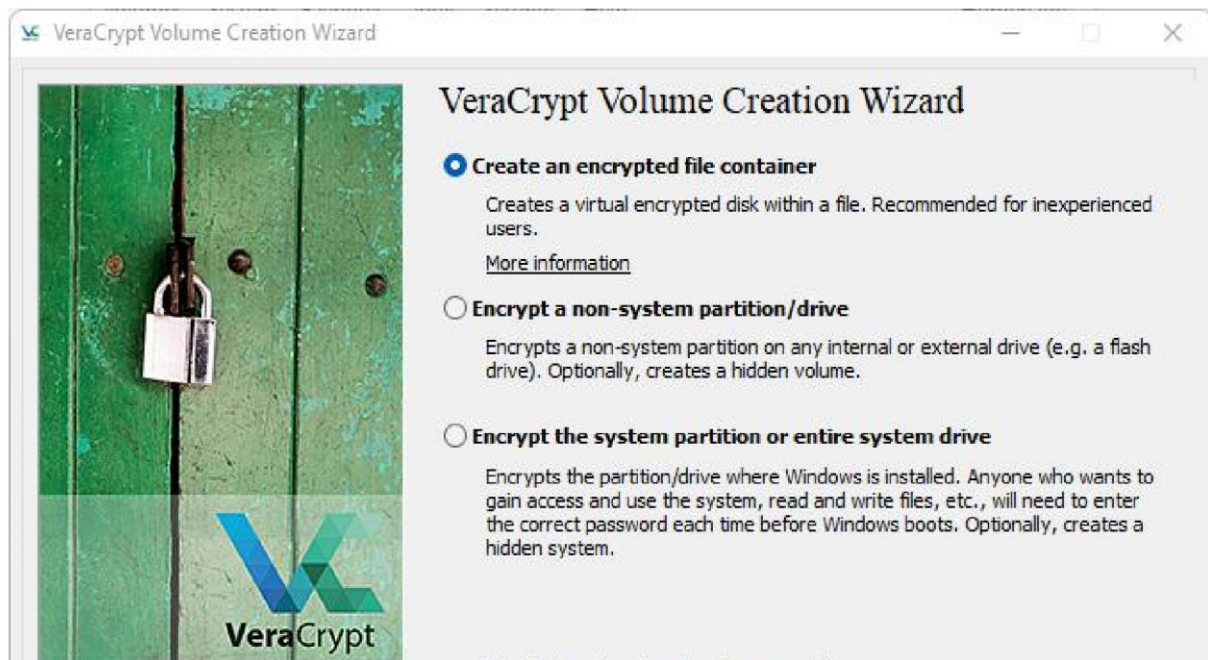 VeraCrypt Volume Creation Wizard
VeraCrypt Volume Creation Wizard
Create an encrypted file container
Creates a virtual encrypted disk within a file. Recommended for inexperienced
users.
More information
Encrypt a non-system partition/drive
Encrypts a non-system partition on any internal or external drive (e.g. a flash
drive). Optionally, creates a hidden volume.
Encrypt the system partition or entire system drive
Encrypts the partition/drive where Windows is installed. Anyone who wants to
gain access and use the system, read and write files, etc., will need to enter
the correct password each time before Windows boots. Optionally, creates a
hidden system.
VeraCrypt